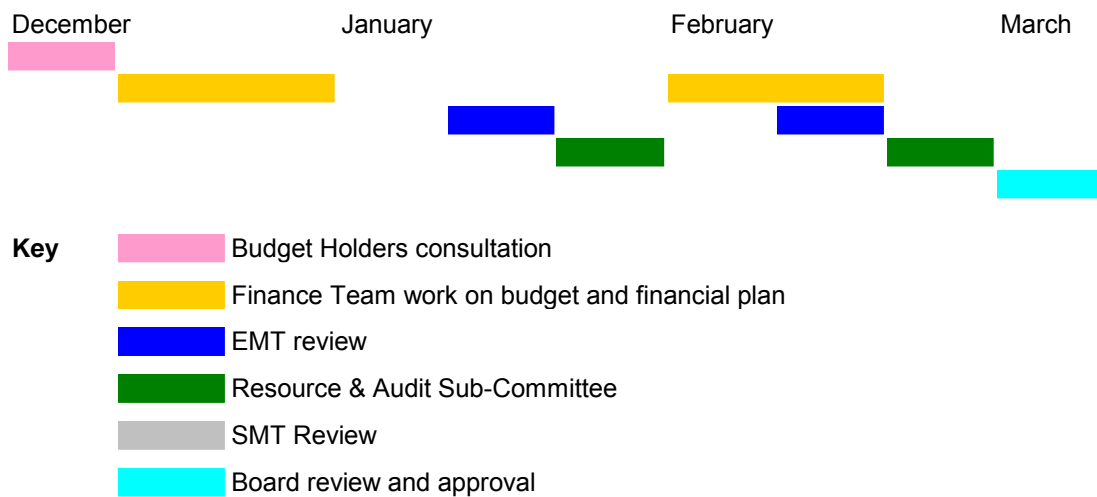 December January February March
Key Budget Holders consultation
Finance Team work on budget and financial plan
EMT review
Resource & Audit Sub-Committee
SMT Review
Board review and approval